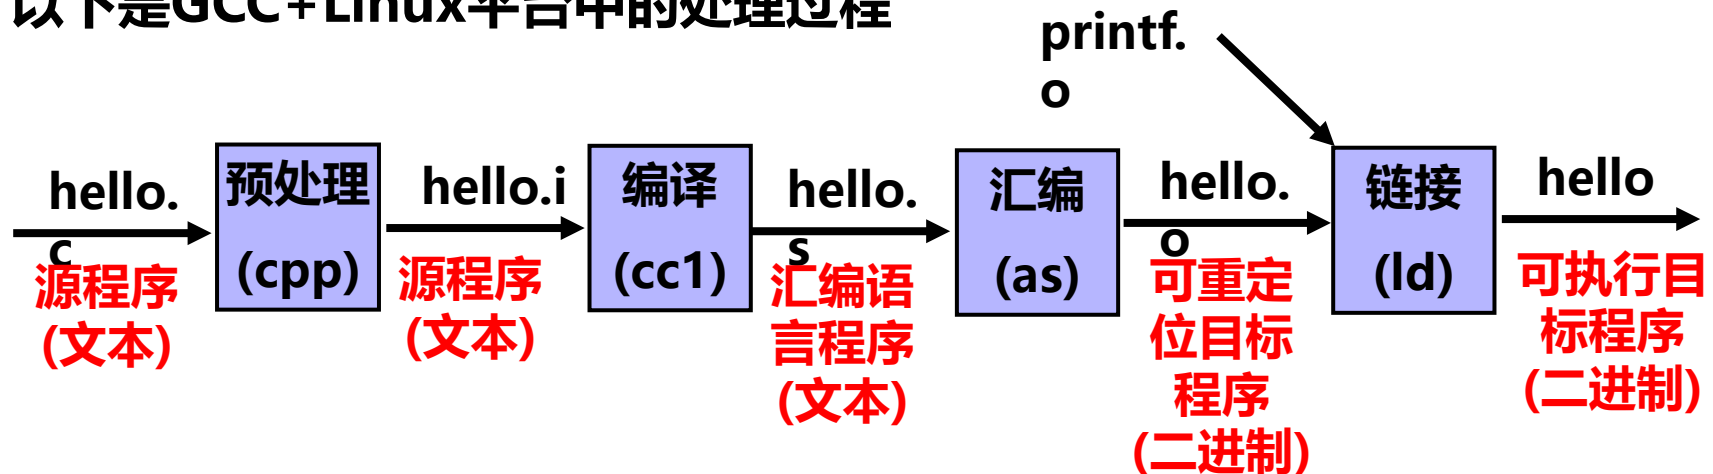 以下是GCC+Linux平台中的处理过程
printf.
o
hello.
c
源程序
(文本)
预处理
(cpp)
hello.i
源程序
(文本)
编译
(cc1)
hello.
s
汇编语
言程序
(文本)
汇编
(as)
hello.
o
可重定
位目标
程序
(二进制)
链接
(ld)
hello
可执行目
标程序
(二进制)